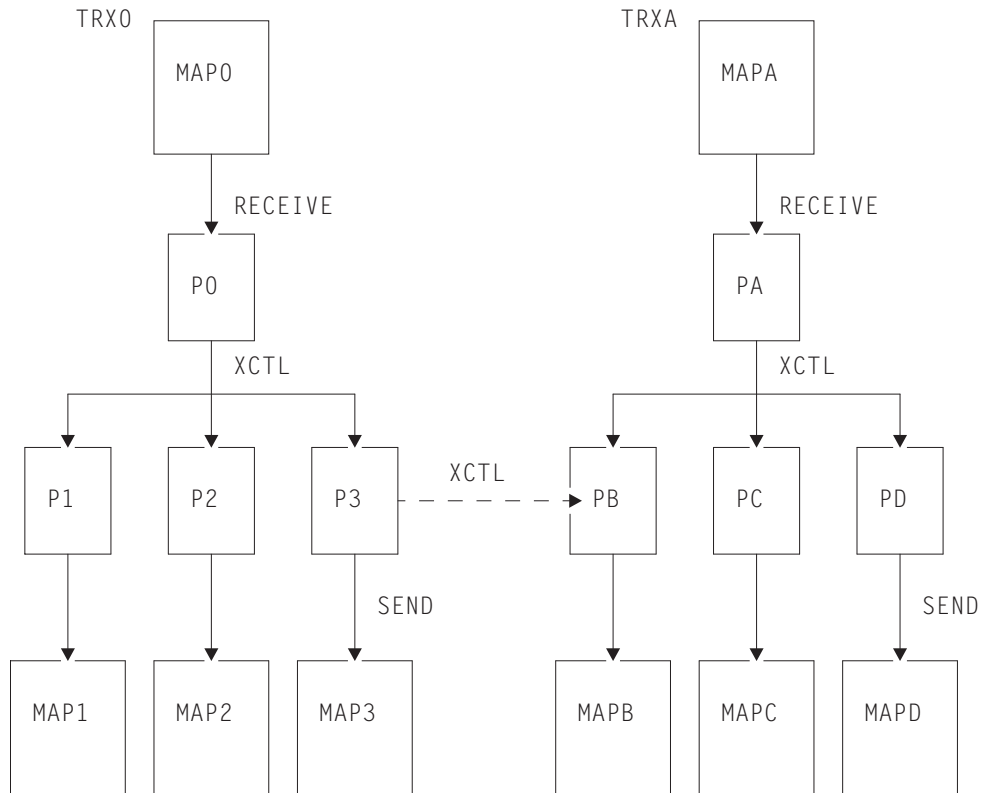 TRX0
TRXA
MAP0
MAPA
RECEIVE
RECEIVE
P0
PA
XCTL
XCTL
P1
P2
P3
XCTL
PB
PC
PD
SEND
SEND
MAP1
MAP2
MAP3
MAPB
MAPC
MAPD